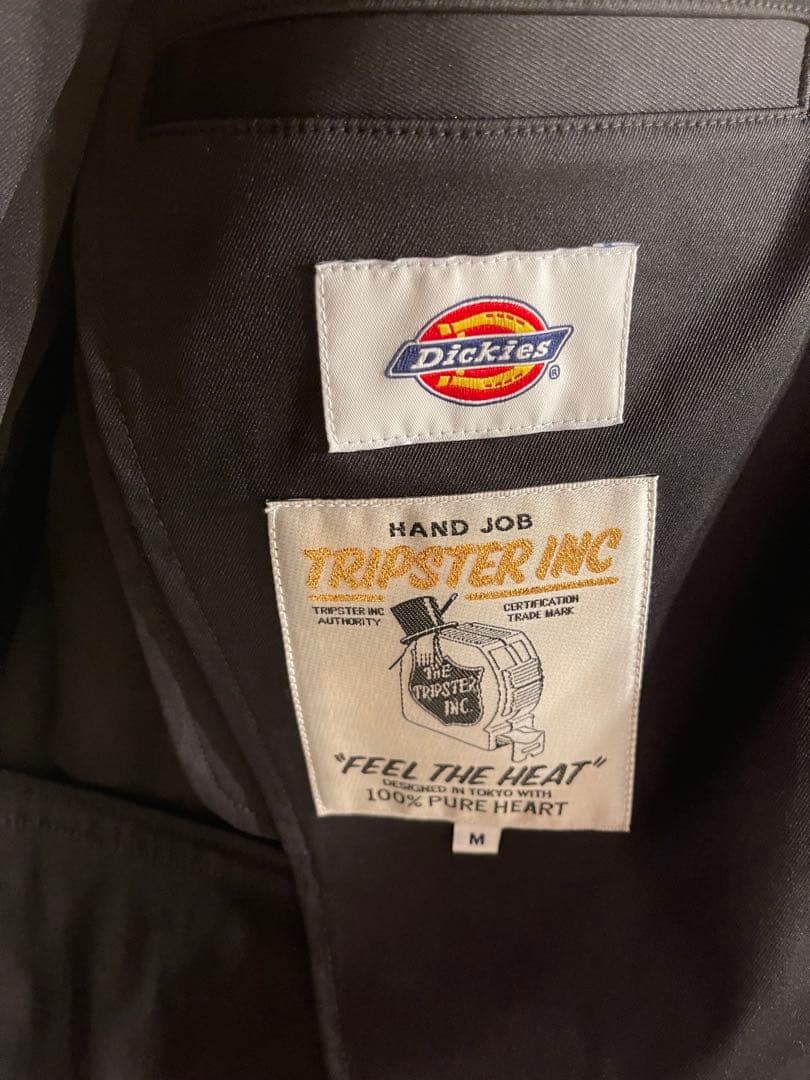 Dickies®
HAND JOB
TRIPSTER INC
TRIPSTER INC
AUTHORITY
CERTIFICATION
TRADE MARK
THE
TRIPSTER
INC.
"FEEL THE HEAT"
DESIGNED IN TOKYO WITH
100% PURE HEART
M